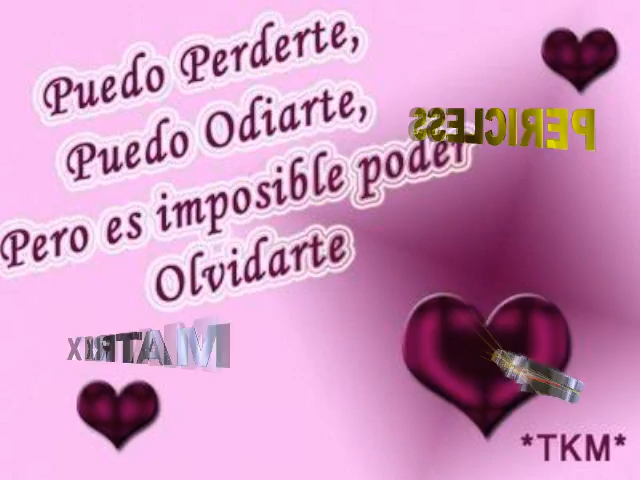 Puedo Perderte,
Puedo Odiarte,
Pero es imposible poder
Olvidarte
PERICLESS
MATRIX
*TKM*